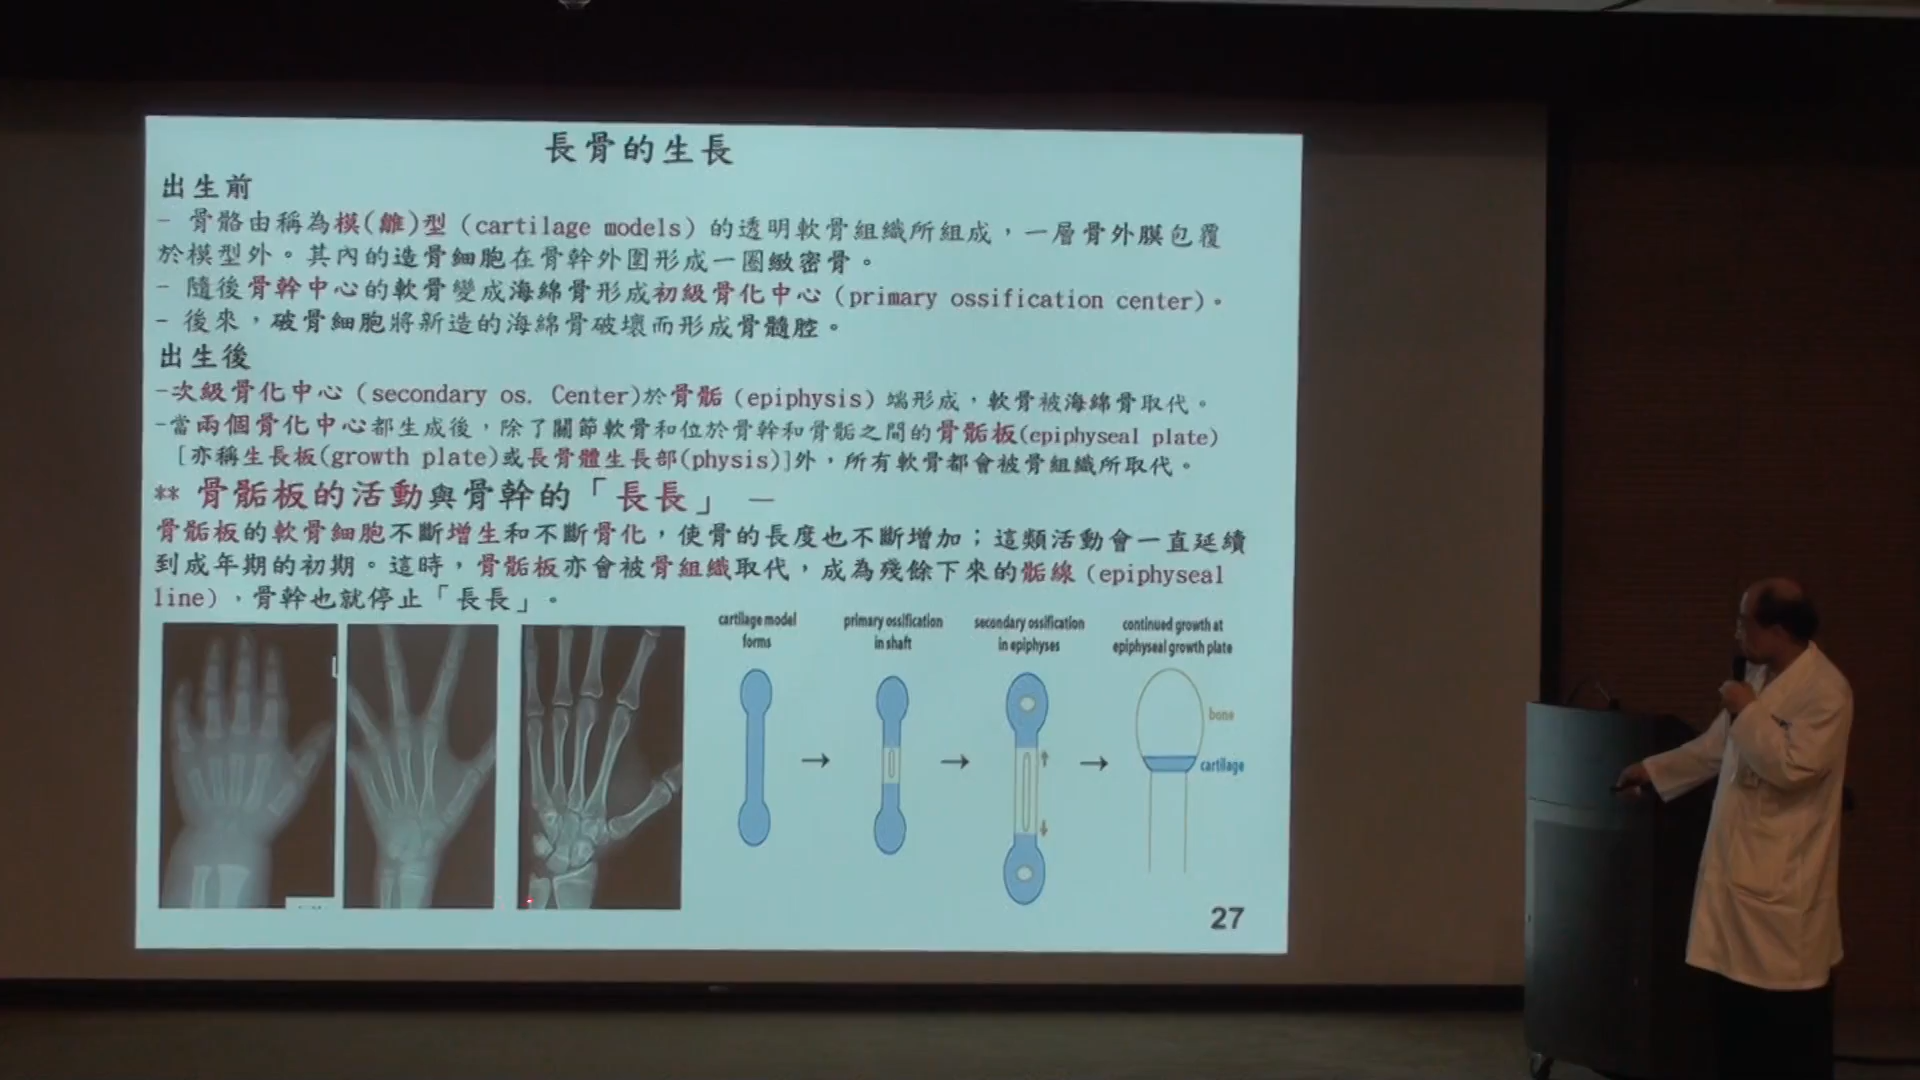 長骨的生長
出生前
- 骨骼由稱為模(雛)型 (cartilage models) 的透明軟骨組織所組成，一層骨外膜包覆
於模型外。其內的造骨細胞在骨幹外圍形成一圈緻密骨。
- 隨後骨幹中心的軟骨變成海綿骨形成初級骨化中心 (primary ossification center)。
- 後來，破骨細胞將新造的海綿骨破壞而形成骨髓腔。
出生後
-次級骨化中心 (secondary os. Center)於骨骺 (epiphysis) 端形成，軟骨被海綿骨取代。
-當兩個骨化中心都生成後，除了關節軟骨和位於骨幹和骨骺之間的骨骺板(epiphyseal plate)
[亦稱生長板(growth plate)或長骨體生長部(physis)]外，所有軟骨都會被骨組織所取代。
** 骨骺板的活動與骨幹的「長長」 —
骨骺板的軟骨細胞不斷增生和不斷骨化，使骨的長度也不斷增加；這類活動會一直延續
到成年期的初期。這時，骨骺板亦會被骨組織取代，成為殘餘下來的骺線 (epiphyseal
line)，骨幹也就停止「長長」。
cartilage model
forms
primary ossification
in shaft
secondary ossification
in epiphyses
continued growth at
epiphyseal growth plate
bone
cartilage
27